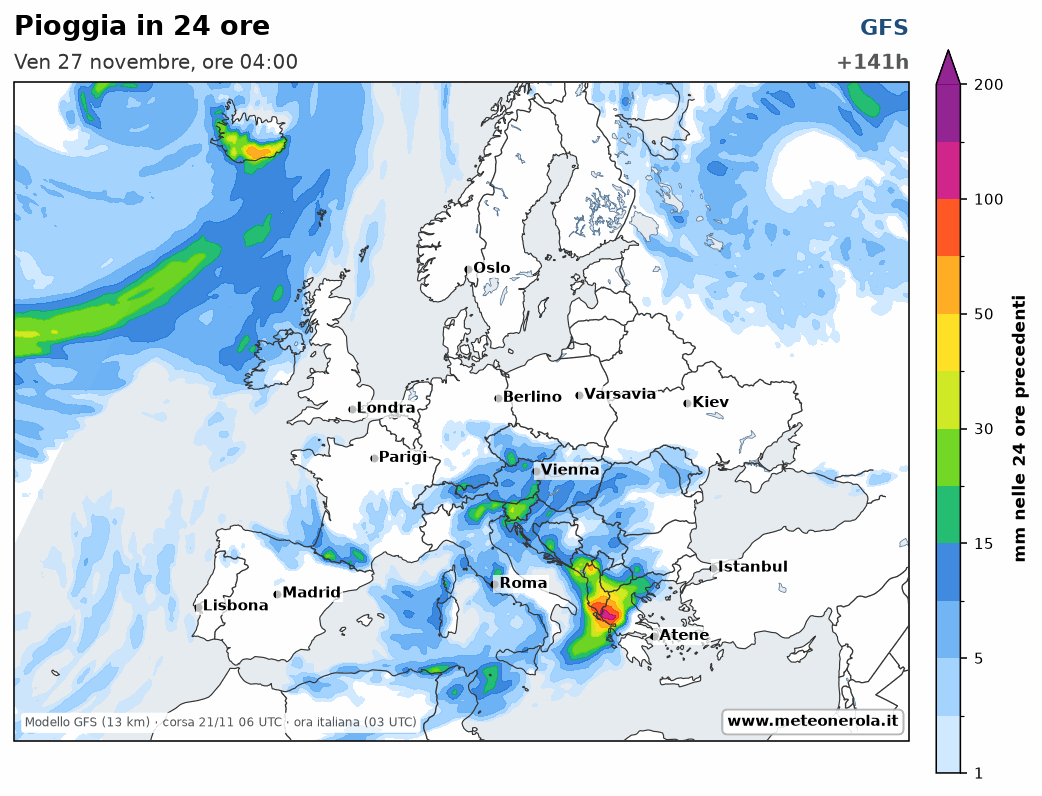 Pioggia in 24 ore
GFS
Ven 27 novembre, ore 04:00
+141h
200
100
50
30
15
5
1
mm nelle 24 ore precedenti
Oslo
Berlino
Varsavia
Kiev
Londra
Parigi
Vienna
Istanbul
Roma
Madrid
Lisbona
Atene
Modello GFS (13 km) · corsa 21/11 06 UTC · ora italiana (03 UTC)
www.meteonerola.it